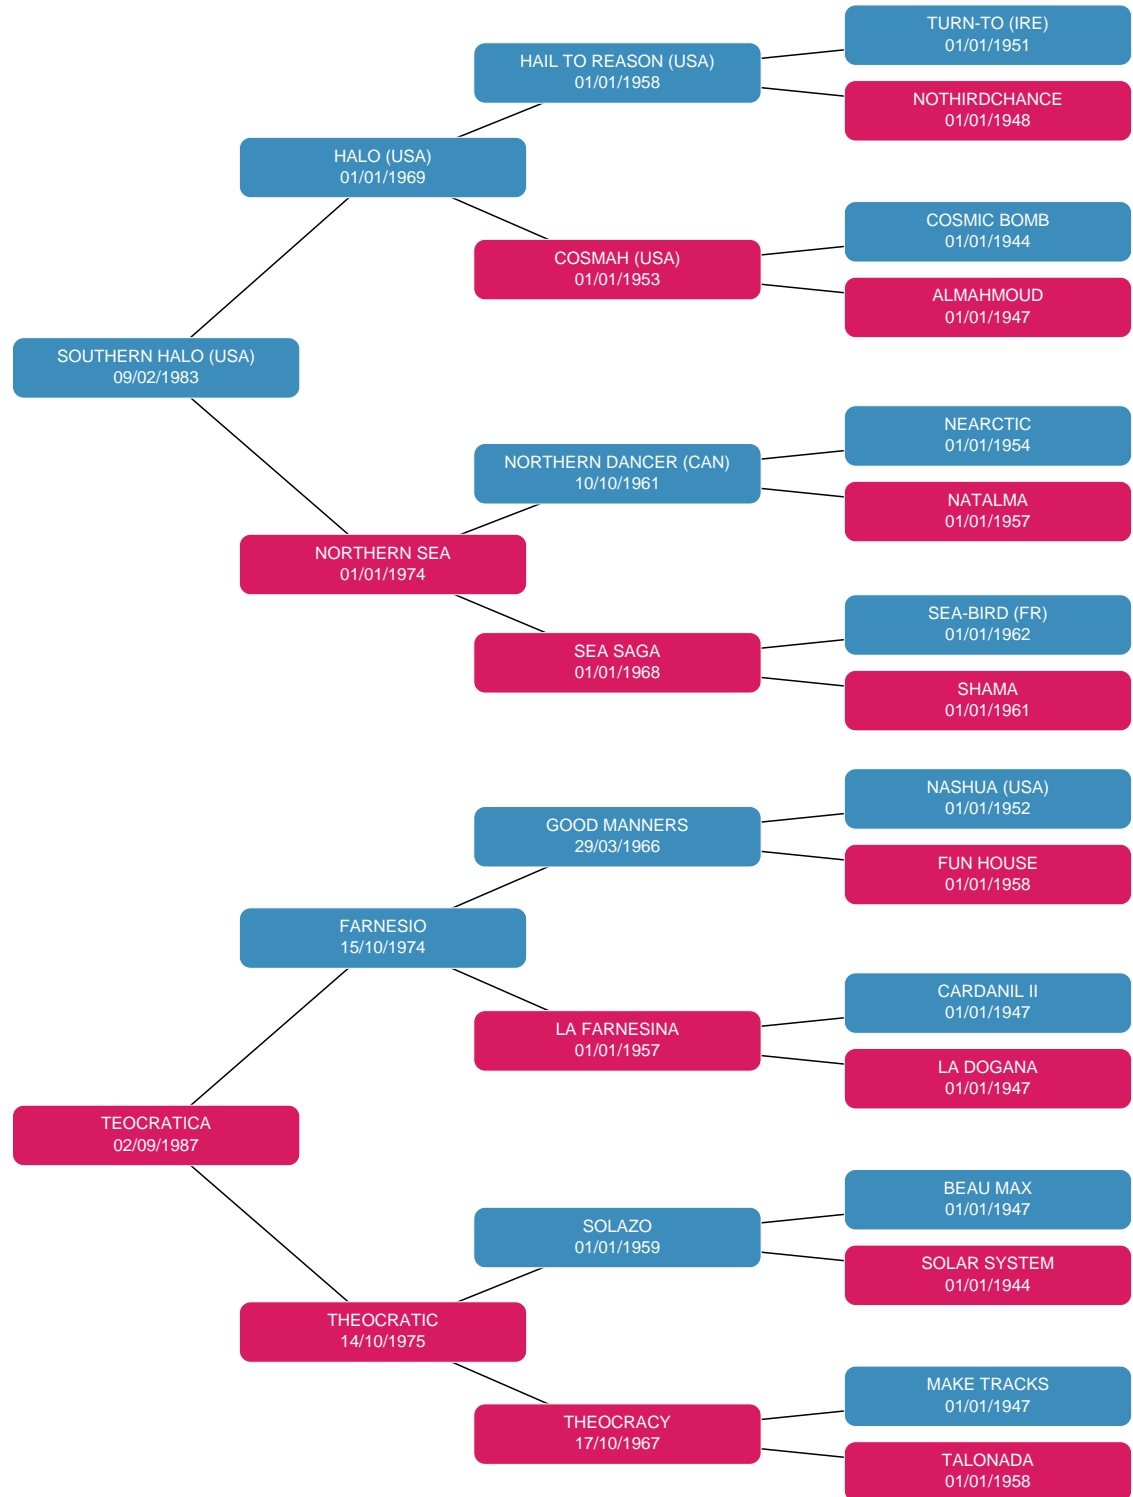 TURN-TO (IRE)
01/01/1951
HAIL TO REASON (USA)
01/01/1958
NOTHIRDCHANCE
01/01/1948
HALO (USA)
01/01/1969
COSMIC BOMB
01/01/1944
COSMAH (USA)
01/01/1953
ALMAHMOUD
01/01/1947
SOUTHERN HALO (USA)
09/02/1983
NEARCTIC
01/01/1954
NORTHERN DANCER (CAN)
10/10/1961
NATALMA
01/01/1957
NORTHERN SEA
01/01/1974
SEA-BIRD (FR)
01/01/1962
SEA SAGA
01/01/1968
SHAMA
01/01/1961
NASHUA (USA)
01/01/1952
GOOD MANNERS
29/03/1966
FUN HOUSE
01/01/1958
FARNESIO
15/10/1974
CARDANIL II
01/01/1947
LA FARNESINA
01/01/1957
LA DOGANA
01/01/1947
TEOCRATICA
02/09/1987
BEAU MAX
01/01/1947
SOLAZO
01/01/1959
SOLAR SYSTEM
01/01/1944
THEOCRATIC
14/10/1975
MAKE TRACKS
01/01/1947
THEOCRACY
17/10/1967
TALONADA
01/01/1958